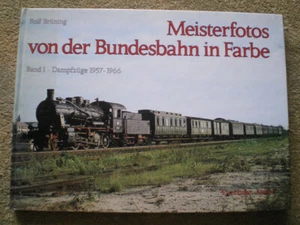 Rolf Brüning
Meisterfotos
von der Bundesbahn in Farbe
Band 1 · Dampfzüge 1957-1966